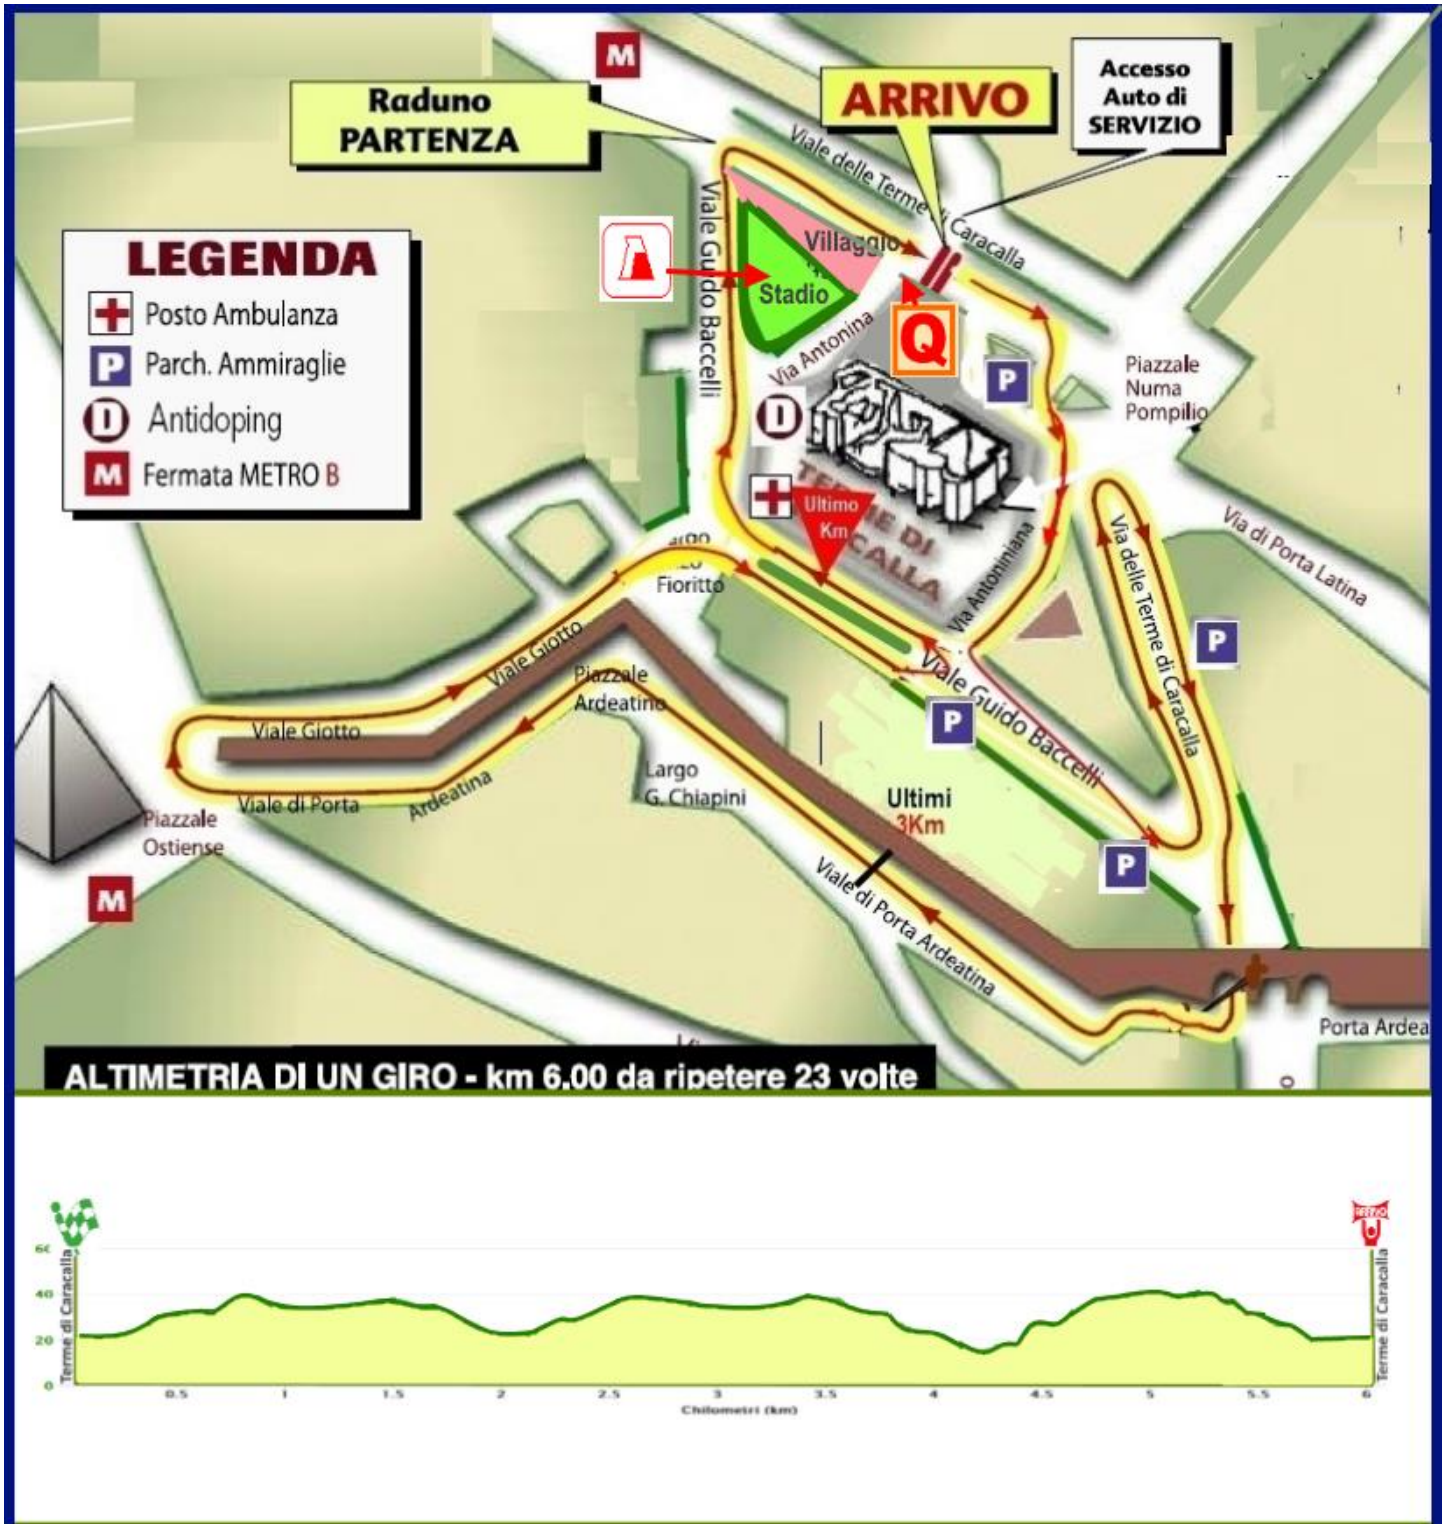 M
Raduno
PARTENZA
ARRIVO
Accesso
Auto di
SERVIZIO
Viale delle Terme di Caracalla
Viale Guido Baccelli
Villaggio
Stadio
Via Antonina
Q
P
Piazzale
Numa
Pompilio
LEGENDA
Posto Ambulanza
P Parch. Ammiraglie
D Antidoping
M Fermata METRO B
D
Ultimo
Km
TERME DI
CALLA
Via Antoniniana
Via di Porta Latina
Via delle Terme di Caracalla
Fioritto
Viale Giotto
P
Piazzale
Ardeatino
Viale Guido Baccelli
P
Viale Giotto
Largo
G. Chiapini
Viale di Porta
Ardeatina
Ultimi
3Km
Piazzale
Ostiense
P
M
Viale di Porta Ardeatina
Porta Ardea
ALTIMETRIA DI UN GIRO - km 6.00 da ripetere 23 volte
ARRIVO
60
40
20
0
Terme di Caracalla
Terme di Caracalla
0.5 1 1.5 2 2.5 3 3.5 4 4.5 5 5.5 6
Chilometri (km)